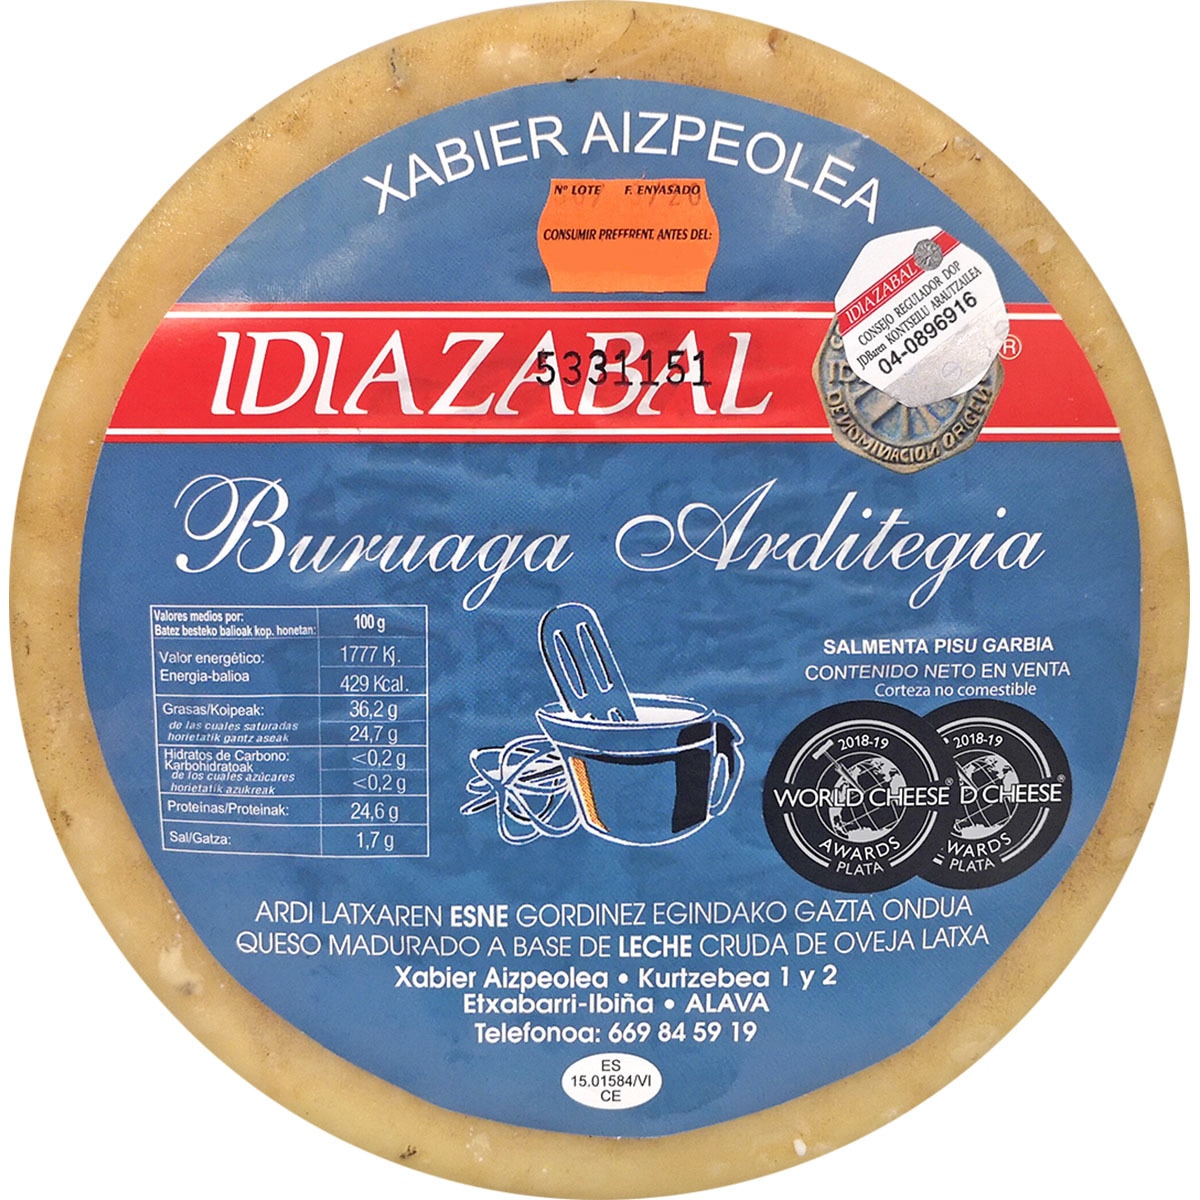 XABIER AIZPEOLEA
Nº LOTE F. ENVASADO
CONSUMIR PREFERENT. ANTES DEL:
IDIAZABAL
CONSEJO REGULADOR DOP
JDBaren KONTSEILU ARAUTZAILEA
04-0896916
IDIAZABAL
5331151
®
DENOMINACION ORIGEN
Buruaga Arditegia
Valores medios por:
Batez besteko balioak kop. honetan:
100 g
Valor energético:
Energia-balioa
1777 Kj.
429 Kcal.
Grasas/Koipeak:
36,2 g
de las cuales saturadas
horietatik gantz aseak
24,7 g
Hidratos de Carbono:
Karbohidratoak
<0,2 g
de los cuales azúcares
horietatik azukreak
<0,2 g
Proteinas/Proteinak:
24,6 g
Sal/Gatza:
1,7 g
SALMENTA PISU GARBIA
CONTENIDO NETO EN VENTA
Corteza no comestible
2018-19
WORLD CHEESE
AWARDS
PLATA
2018-19
D CHEESE
WARDS
PLATA
ARDI LATXAREN ESNE GORDINEZ EGINDAKO GAZTA ONDUA
QUESO MADURADO A BASE DE LECHE CRUDA DE OVEJA LATXA
Xabier Aizpeolea • Kurtzebea 1 y 2
Etxabarri-Ibiña • ALAVA
Telefonoa: 669 84 59 19
ES
15.01584/VI
CE